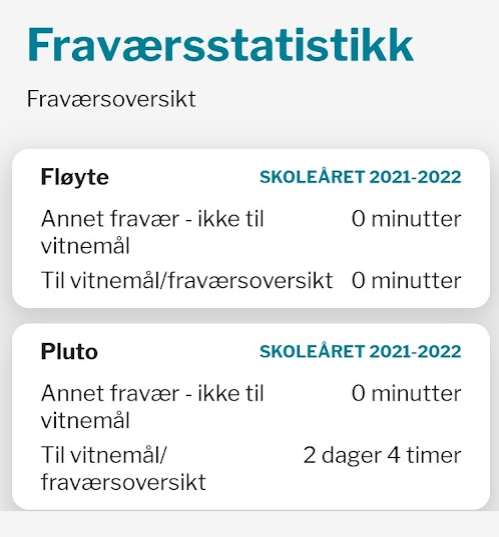 Fraværsstatistikk
Fraværsoversikt
Fløyte SKOLEÅRET 2021-2022
Annet fravær - ikke til 0 minutter
vitnemål
Til vitnemål/fraværsoversikt 0 minutter
Pluto SKOLEÅRET 2021-2022
Annet fravær - ikke til 0 minutter
vitnemål
Til vitnemål/ 2 dager 4 timer
fraværsoversikt